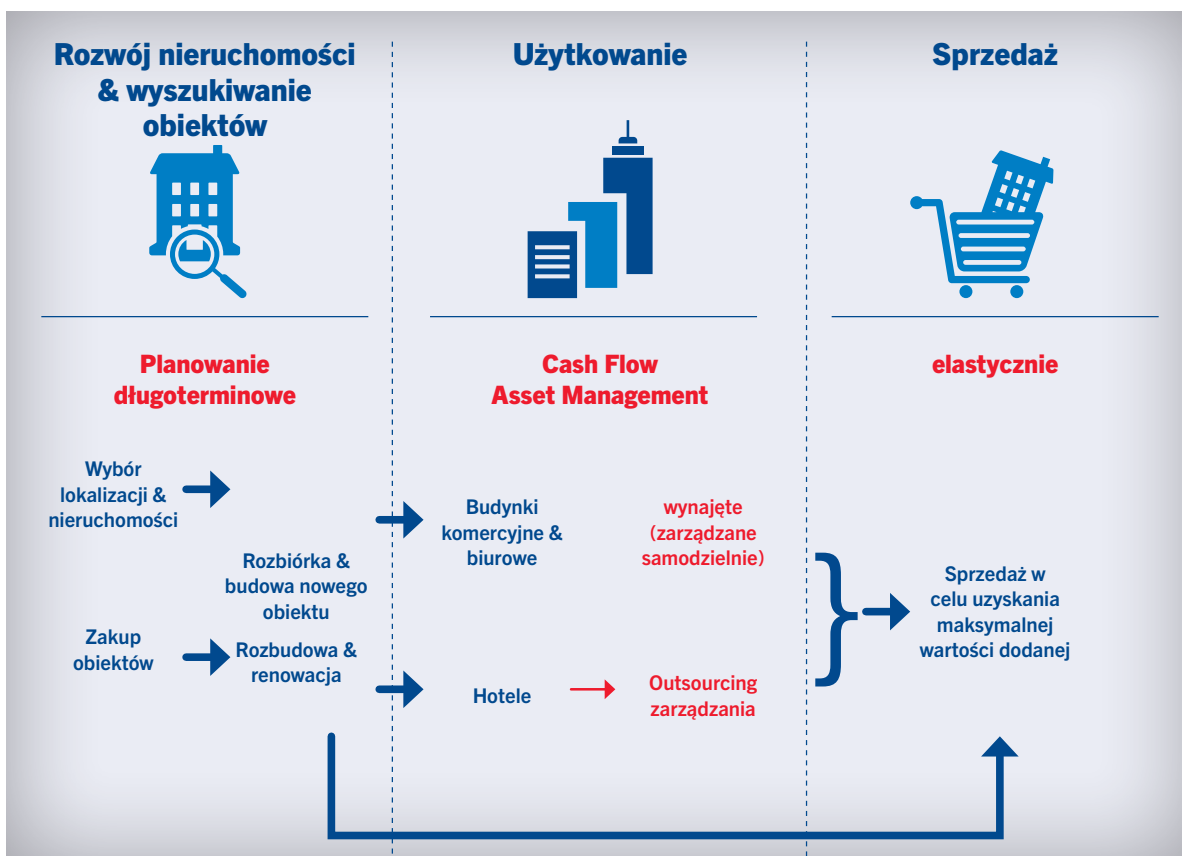 Rozwój nieruchomości
& wyszukiwanie
obiektów
Użytkowanie
Sprzedaż
Planowanie
długoterminowe
Cash Flow
Asset Management
elastycznie
Wybór
lokalizacji &
nieruchomości
Zakup
obiektów
Rozbiórka &
budowa nowego
obiektu
Rozbudowa &
renowacja
Budynki
komercyjne &
biurowe
wynajęte
(zarządzane
samodzielnie)
Hotele
Outsourcing
zarządzania
Sprzedaż w
celu uzyskania
maksymalnej
wartości dodanej